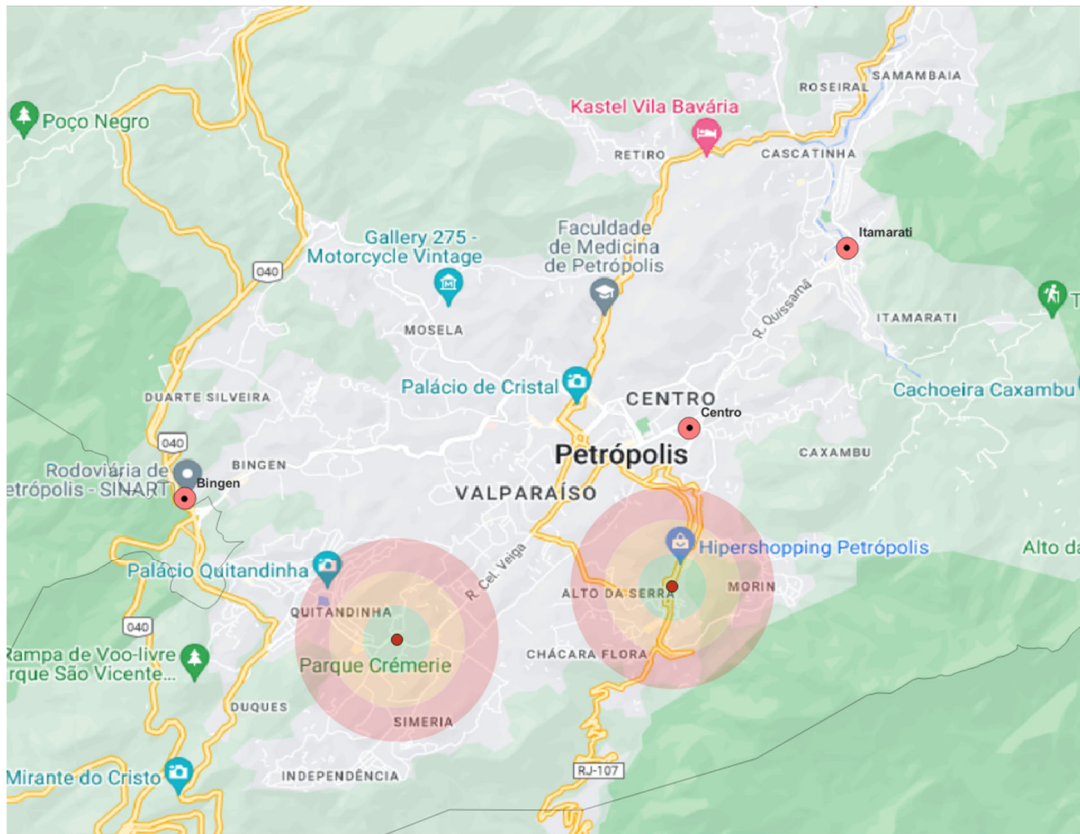 SAMAMBAIA
ROSEIRAL
Kastel Vila Bavária
Poço Negro
RETIRO
CASCATINHA
Itamarati
Faculdade
de Medicina
de Petrópolis
Gallery 275 -
Motorcycle Vintage
040
T
R. Quissamã
ITAMARATI
MOSELA
Palácio de Cristal
Cachoeira Caxambu
DUARTE SILVEIRA
CENTRO
Centro
040
Petrópolis
CAXAMBU
BINGEN
Rodoviária de
etrópolis - SINART
Bingen
VALPARAÍSO
Hipershopping Petrópolis
Alto da
R. Cel. Veiga
Palácio Quitandinha
ALTO DA SERRA
MORIN
QUITANDINHA
040
Rampa de Voo-livre
rque São Vicente...
CHÁCARA FLORA
Parque Crémerie
DUQUES
SIMERIA
RJ-107
Mirante do Cristo
INDEPENDÊNCIA